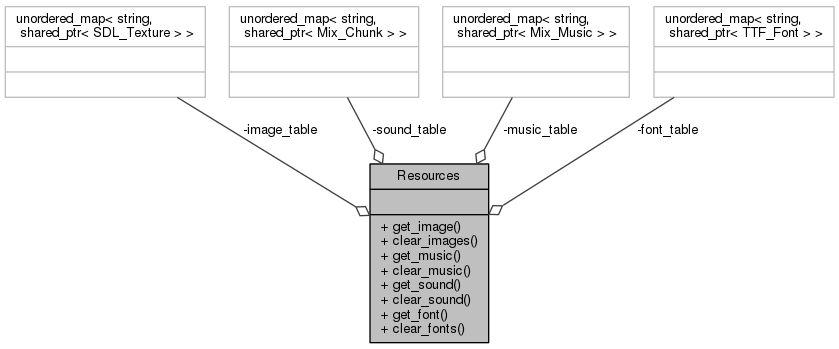 unordered_map< string,
shared_ptr< SDL_Texture > >
unordered_map< string,
shared_ptr< Mix_Chunk > >
unordered_map< string,
shared_ptr< Mix_Music > >
unordered_map< string,
shared_ptr< TTF_Font > >
-image_table
-sound_table
-music_table
-font_table
Resources
+ get_image()
+ clear_images()
+ get_music()
+ clear_music()
+ get_sound()
+ clear_sound()
+ get_font()
+ clear_fonts()